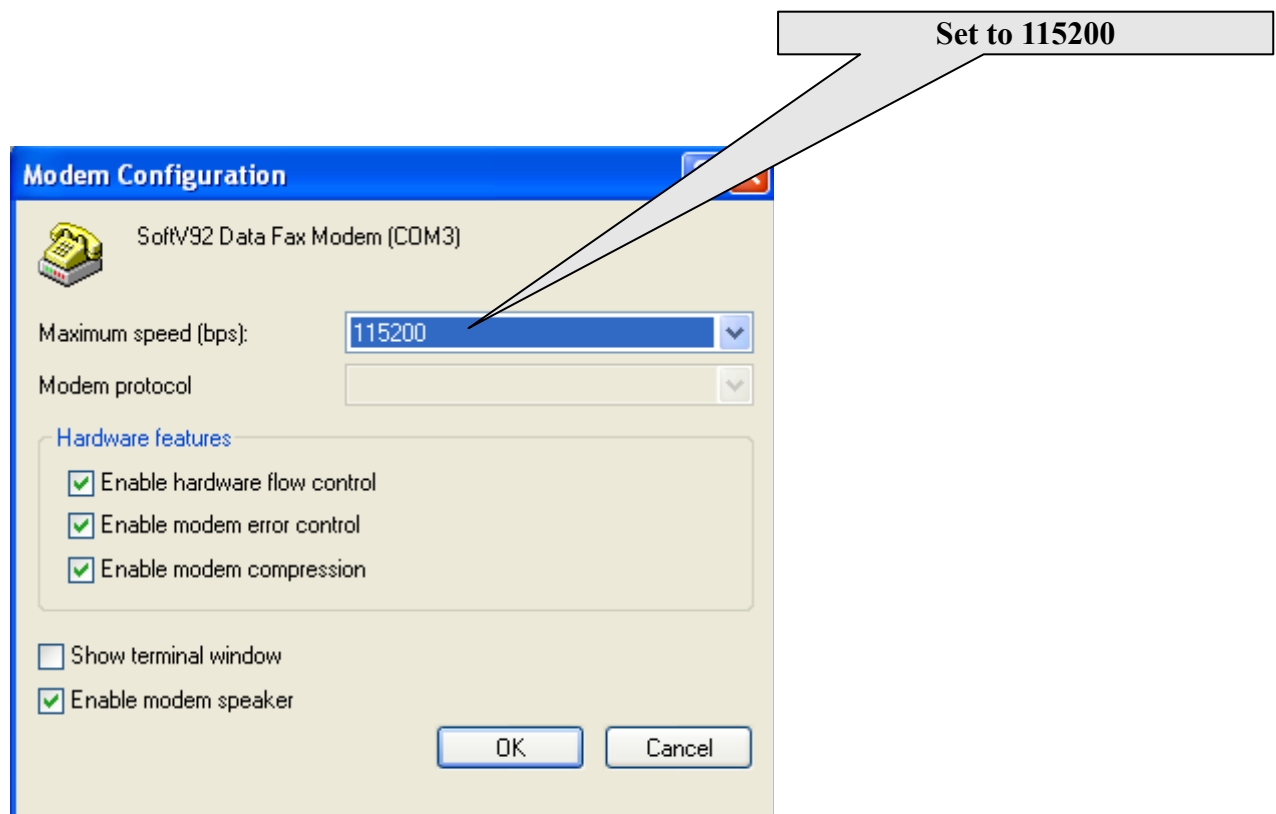 Set to 115200
Modem Configuration
SoftV92 Data Fax Modem (COM3)
Maximum speed (bps): 115200
Modem protocol
Hardware features
Enable hardware flow control
Enable modem error control
Enable modem compression
Show terminal window
Enable modem speaker
OK Cancel